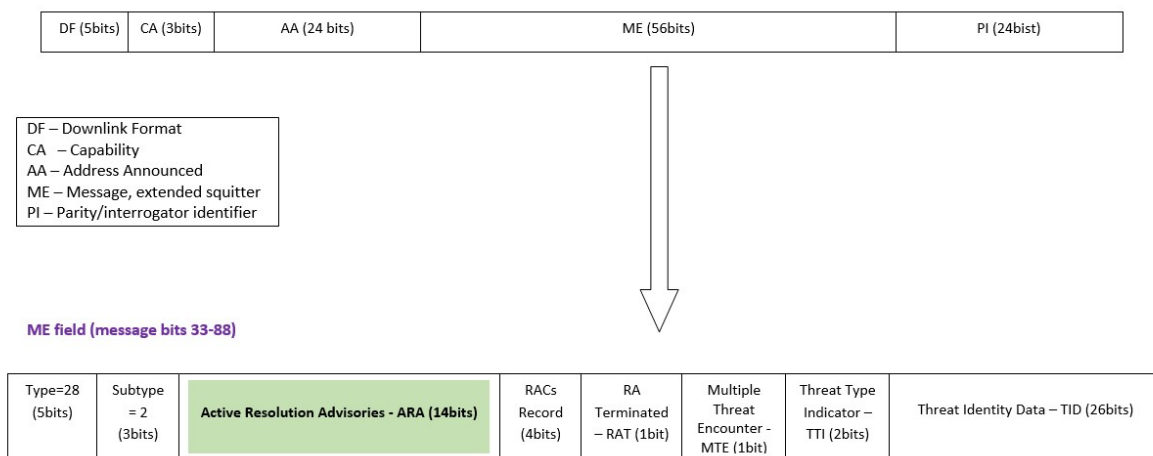 DF (5bits) CA (3bits) AA (24 bits) ME (56bits) PI (24bist)
DF – Downlink Format
CA – Capability
AA – Address Announced
ME – Message, extended squitter
PI – Parity/interrogator identifier
ME field (message bits 33-88)
Type=28
(5bits)
Subtype
= 2
(3bits)
Active Resolution Advisories - ARA (14bits)
RACs
Record
(4bits)
RA
Terminated
– RAT (1bit)
Multiple
Threat
Encounter -
MTE (1bit)
Threat Type
Indicator –
TTI (2bits)
Threat Identity Data – TID (26bits)